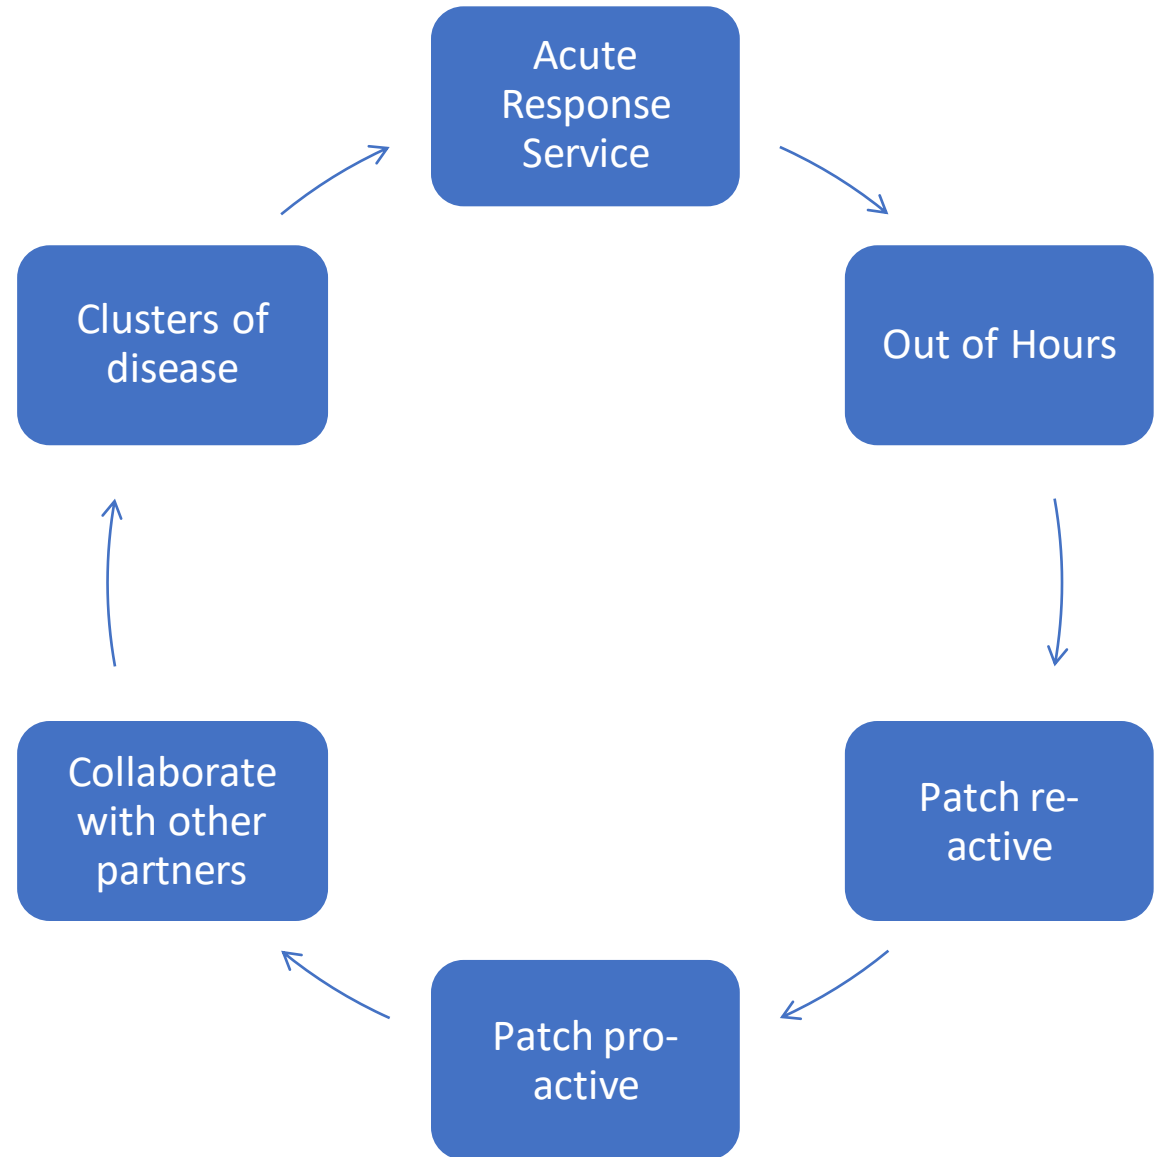 Acute
Response
Service
Out of Hours
Patch re-
active
Patch pro-
active
Collaborate
with other
partners
Clusters of
disease